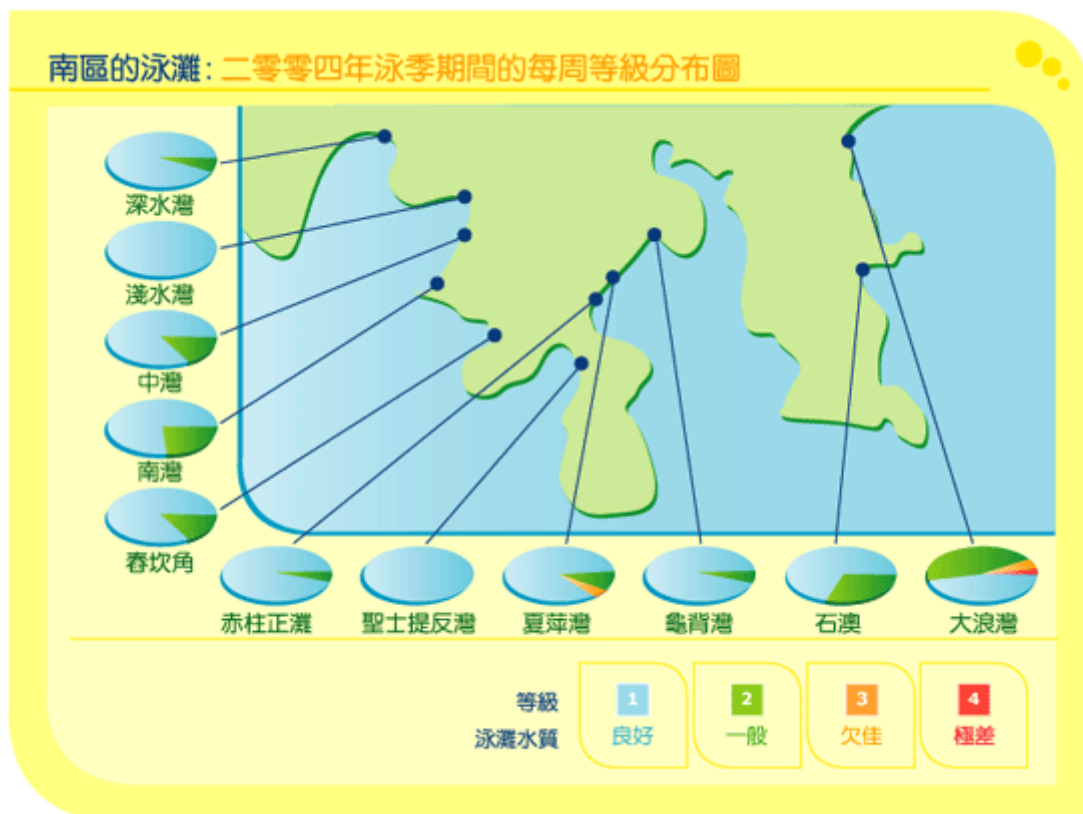 南區的泳灘：二零零四年泳季期間的每周等級分布圖
深水灣
淺水灣
中灣
南灣
舂坎角
赤柱正灘 聖士提反灣 夏萍灣 龜背灣 石澳 大浪灣
等級 1 2 3 4
泳灘水質 良好 一般 欠佳 極差